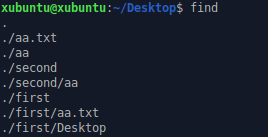 xubuntu@xubuntu:~/Desktop$ find
.
./aa.txt
./aa
./second
./second/aa
./first
./first/aa.txt
./first/Desktop